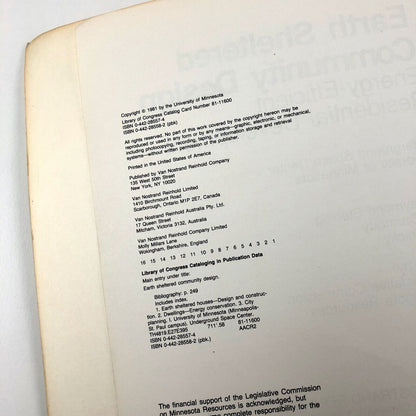 Copyright © 1981 by the University of Minnesota
Library of Congress Catalog Card Number 81-11600
ISBN 0-442-28557-4
ISBN 0-442-28558-2 (pbk)
All rights reserved. No part of this work covered by the copyright hereon may be
reproduced or used in any form or by any means—graphic, electronic, or mechanical,
including photocopying, recording, taping, or information storage and retrieval
systems—without written permission of the publisher.
Printed in the United States of America
Published by Van Nostrand Reinhold Company
135 West 50th Street
New York, NY 10020
Van Nostrand Reinhold Limited
1410 Birchmount Road
Scarborough, Ontario M1P 2E7, Canada
Van Nostrand Reinhold Australia Pty. Ltd.
17 Queen Street
Mitcham, Victoria 3132, Australia
Van Nostrand Reinhold Company Limited
Molly Millars Lane
Wokingham, Berkshire, England
16 15 14 13 12 11 10 9 8 7 6 5 4 3 2 1
Library of Congress Cataloging in Publication Data
Main entry under title:
Earth sheltered community design.
Bibliography: p. 249
Includes index.
1. Earth sheltered houses—Design and construc-
tion. 2. Dwellings—Energy conservation. 3. City
planning. I. University of Minnesota (Minneapolis-
St. Paul campus). Underground Space Center.
TH4819.E27E395 711'.58 81-11600
ISBN 0-442-28557-4 AACR2
ISBN 0-442-28558-2 (pbk.)
The financial support of the Legislative Commission
on Minnesota Resources is acknowledged, but
complete responsibility for the
Earth Sheltered
Community Design